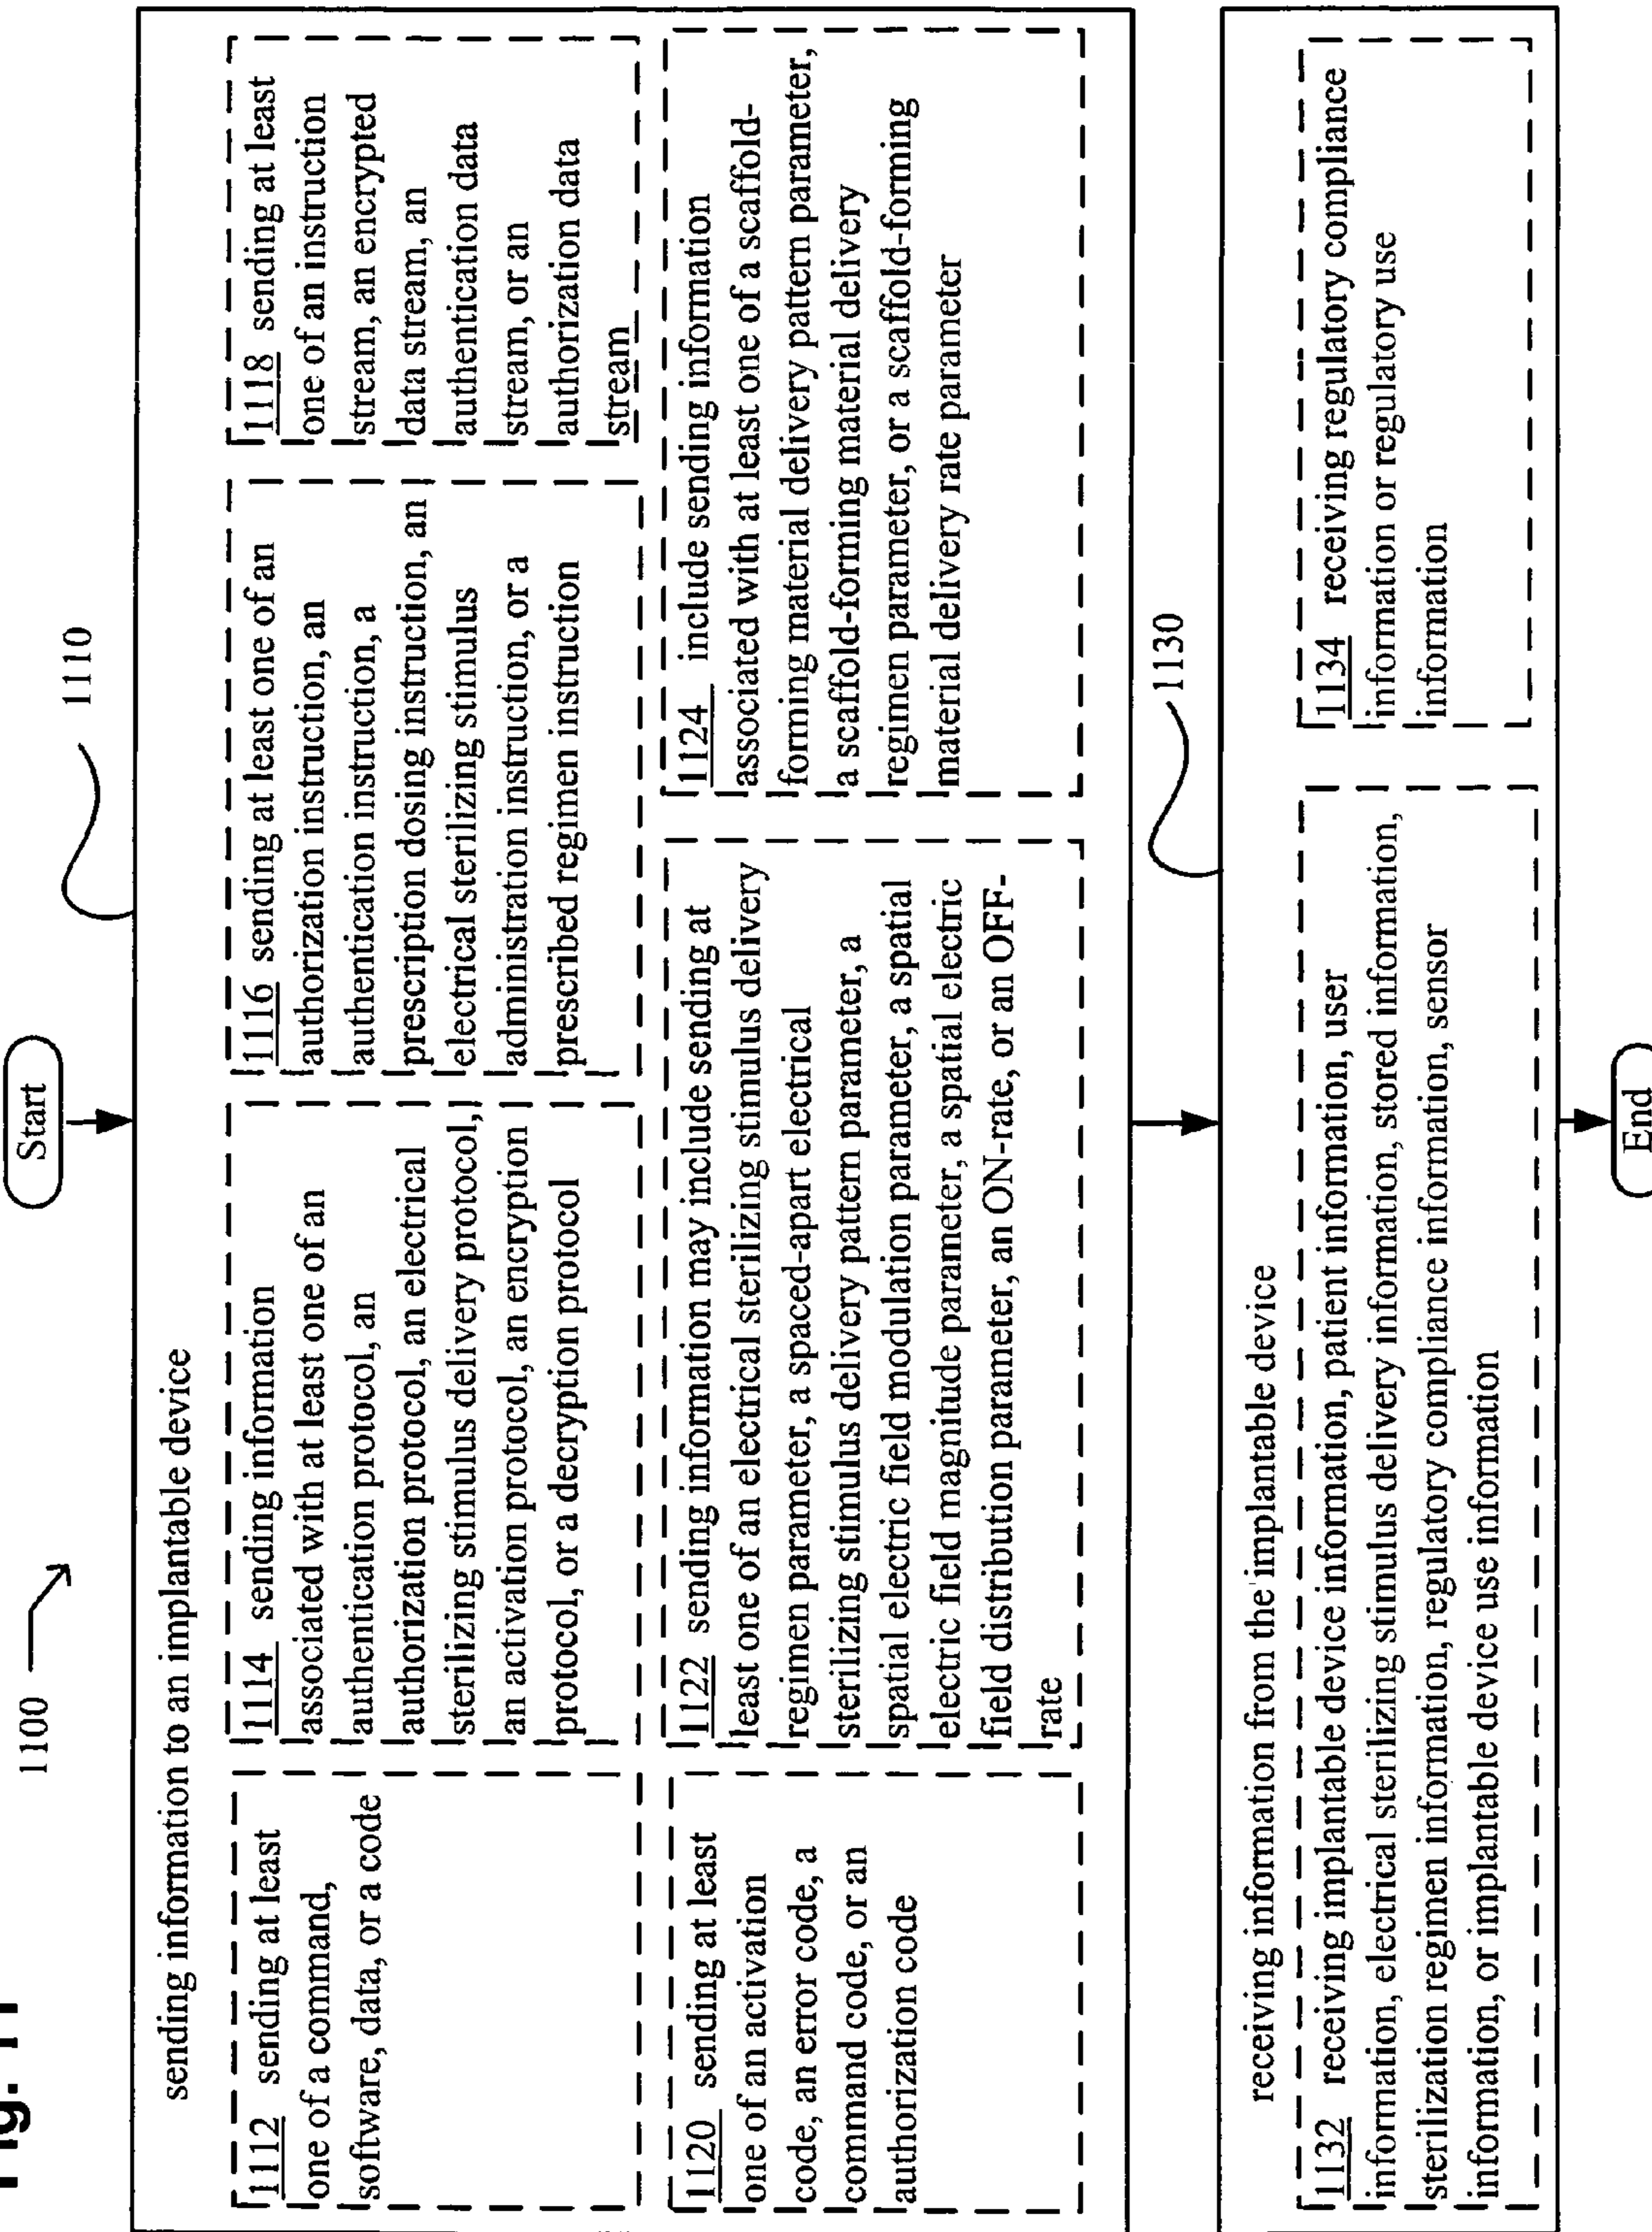 Fig. 11
1100
Start
1110
sending information to an implantable device
1112 sending at least
one of a command,
software, data, or a code
1114 sending information
associated with at least one of an
authentication protocol, an
authorization protocol, an electrical
sterilizing stimulus delivery protocol,
an activation protocol, an encryption
protocol, or a decryption protocol
1116 sending at least one of an
authorization instruction, an
authentication instruction, a
prescription dosing instruction, an
electrical sterilizing stimulus
administration instruction, or a
prescribed regimen instruction
1118 sending at least
one of an instruction
stream, an encrypted
data stream, an
authentication data
stream, or an
authorization data
stream
1120 sending at least
one of an activation
code, an error code, a
command code, or an
authorization code
1122 sending information may include sending at
least one of an electrical sterilizing stimulus delivery
regimen parameter, a spaced-apart electrical
sterilizing stimulus delivery pattern parameter, a
spatial electric field modulation parameter, a spatial
electric field magnitude parameter, a spatial electric
field distribution parameter, an ON-rate, or an OFF-
rate
1124 include sending information
associated with at least one of a scaffold-
forming material delivery pattern parameter,
a scaffold-forming material delivery
regimen parameter, or a scaffold-forming
material delivery rate parameter
1130
receiving information from the implantable device
1132 receiving implantable device information, patient information, user
information, electrical sterilizing stimulus delivery information, stored information,
sterilization regimen information, regulatory compliance information, sensor
information, or implantable device use information
1134 receiving regulatory compliance
information or regulatory use
information
End